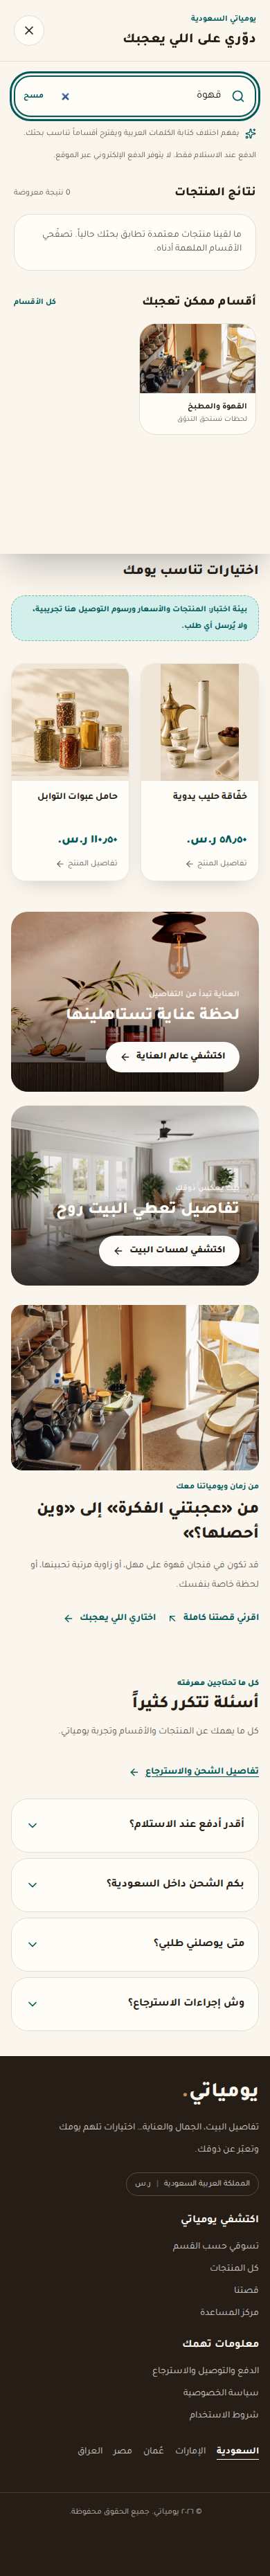 يومياتي السعودية
دوّري على اللي يعجبك
قهوة
مسح
يفهم اختلاف كتابة الكلمات العربية ويقترح أقساماً تناسب بحثك.
الدفع عند الاستلام فقط. لا يتوفر الدفع الإلكتروني عبر الموقع.
نتائج المنتجات
0 نتيجة معروضة
ما لقينا منتجات معتمدة تطابق بحثك حالياً. تصفّحي
الأقسام الملهمة أدناه.
أقسام ممكن تعجبك
كل الأقسام
القهوة والمطبخ
لحظات تستحق التذوّق
اختيارات تناسب يومك
بيئة اختبار: المنتجات والأسعار ورسوم التوصيل هنا تجريبية،
ولا يُرسل أي طلب.
خفّاقة حليب يدوية
٥٨٫٥٠ ر.س.
تفاصيل المنتج
حامل عبوات التوابل
١١٠٫٥٠ ر.س.
تفاصيل المنتج
العناية تبدأ من التفاصيل
لحظة عناية تستاهلينها
اكتشفي عالم العناية
بيت يعكس ذوقك
تفاصيل تعطي البيت روح
اكتشفي لمسات البيت
من زمان ويومياتنا معك
من «عجبتني الفكرة» إلى «وين
أحصلها؟»
قد تكون في فنجان قهوة على مهل، أو زاوية مرتبة تحبينها، أو
لحظة خاصة بنفسك.
اقرئي قصتنا كاملة
اختاري اللي يعجبك
كل ما تحتاجين معرفته
أسئلة تتكرر كثيراً
كل ما يهمك عن المنتجات والأقسام وتجربة يومياتي.
تفاصيل الشحن والاسترجاع
أقدر أدفع عند الاستلام؟
بكم الشحن داخل السعودية؟
متى يوصلني طلبي؟
وش إجراءات الاسترجاع؟
يومياتي.
تفاصيل البيت، الجمال والعناية… اختيارات تلهم يومك
وتعبّر عن ذوقك.
المملكة العربية السعودية | ر.س
اكتشفي يومياتي
تسوقي حسب القسم
كل المنتجات
قصتنا
مركز المساعدة
معلومات تهمك
الدفع والتوصيل والاسترجاع
سياسة الخصوصية
شروط الاستخدام
السعودية
الإمارات
عُمان
مصر
العراق
© ٢٠٢٦ يومياتي. جميع الحقوق محفوظة.